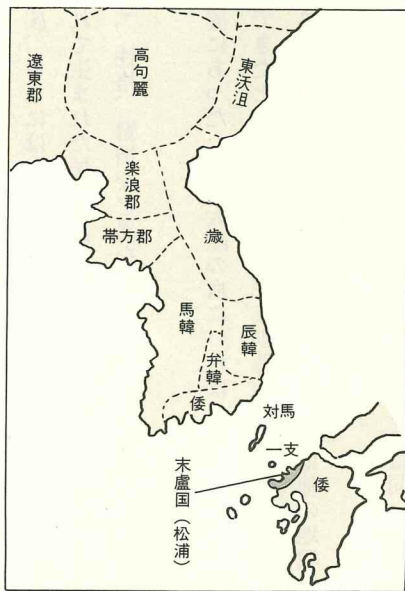 遼東郡
高句麗
東沃沮
楽浪郡
帯方郡
濊
馬韓
辰韓
弁韓
倭
対馬
一支
倭
末盧国(松浦)